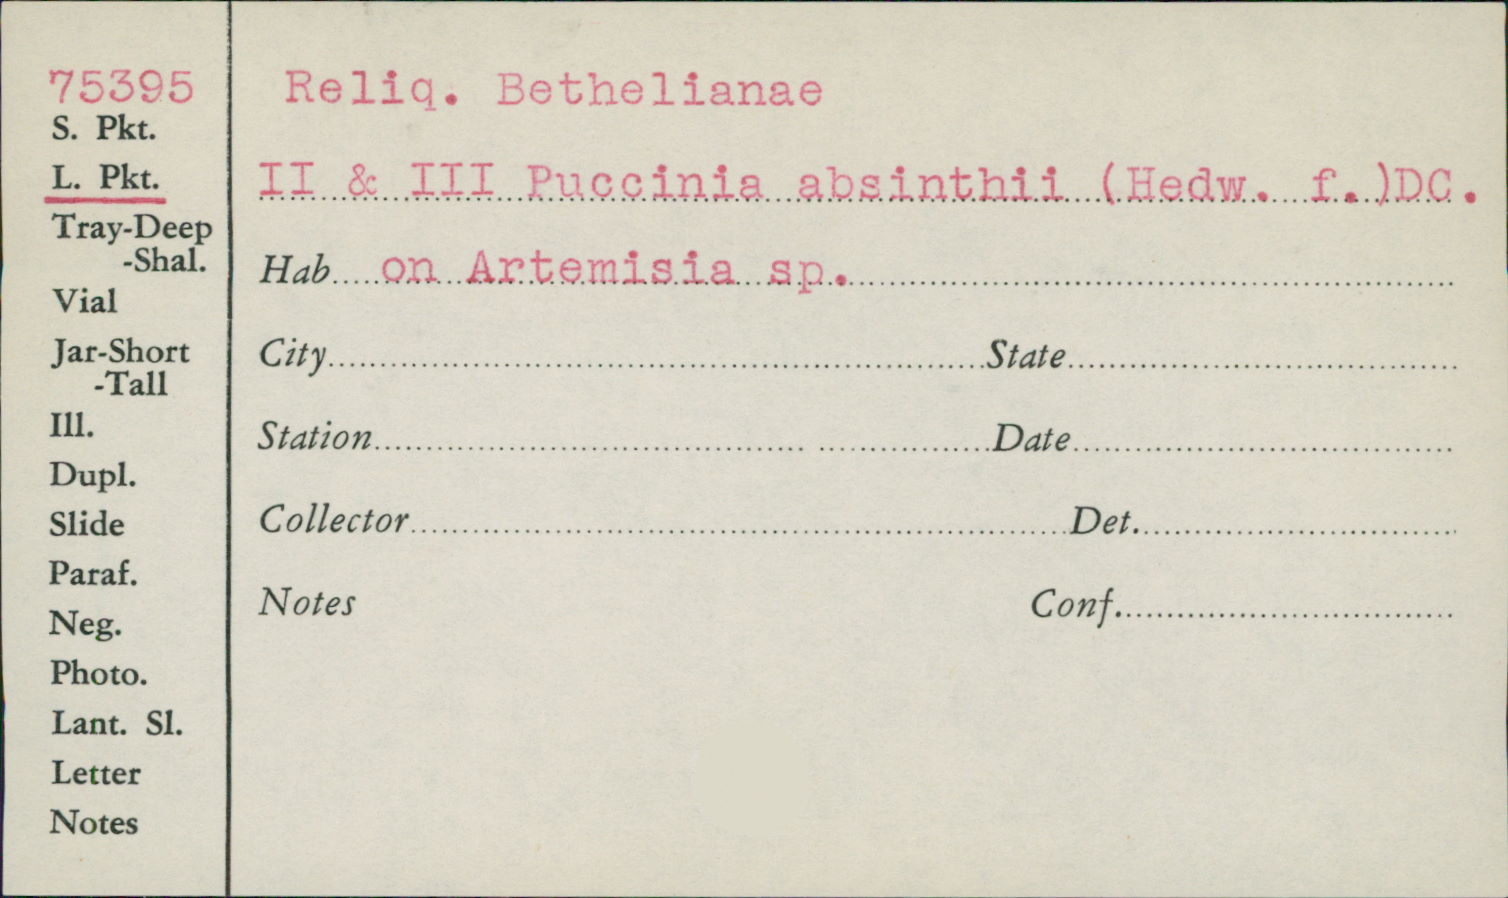 75395
S. Pkt.
L. Pkt.
Tray-Deep
-Shal.
Vial
Jar-Short
-Tall
Ill.
Dupl.
Slide
Paraf.
Neg.
Photo.
Lant. Sl.
Letter
Notes
Reliq. Bethelianae
II & III Puccinia absinthii (Hedw. f.)DC.
Hab. on Artemisia sp.
City State
Station Date
Collector Det.
Notes Conf.